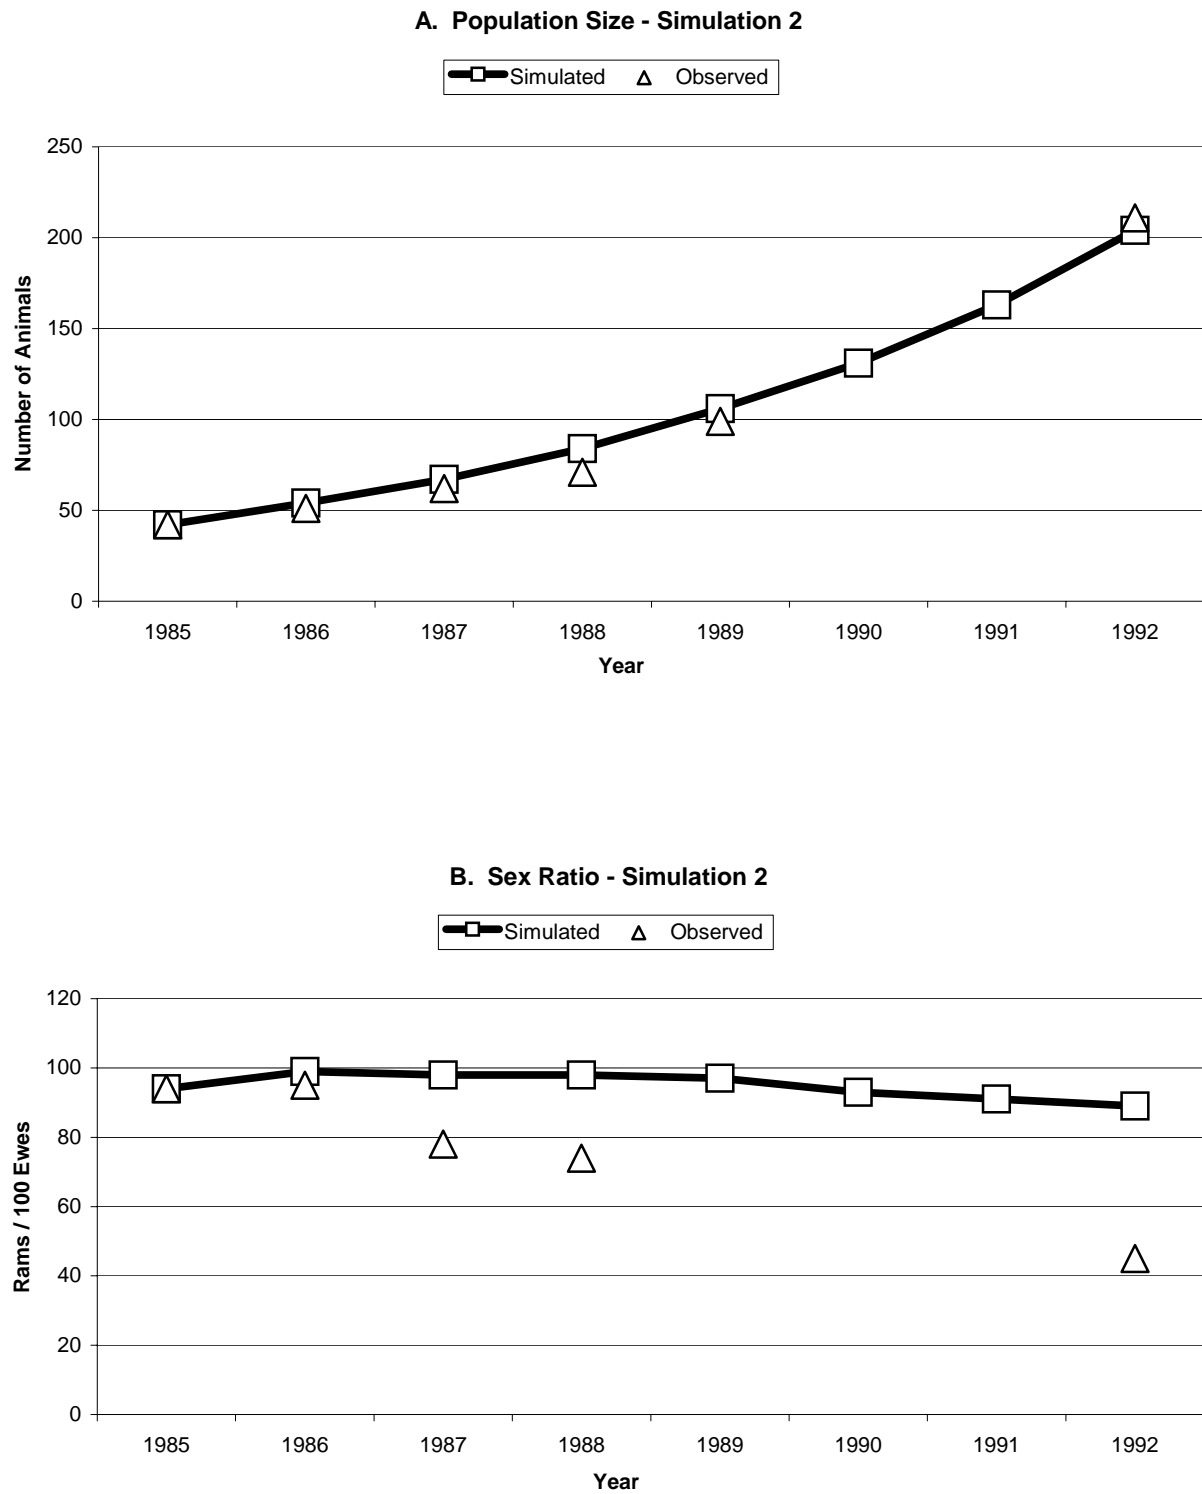 A. Population Size - Simulation 2
Simulated Observed
250
200
150
100
50
0
Number of Animals
1985 1986 1987 1988 1989 1990 1991 1992
Year
B. Sex Ratio - Simulation 2
Simulated Observed
120
100
80
60
40
20
0
Rams / 100 Ewes
1985 1986 1987 1988 1989 1990 1991 1992
Year